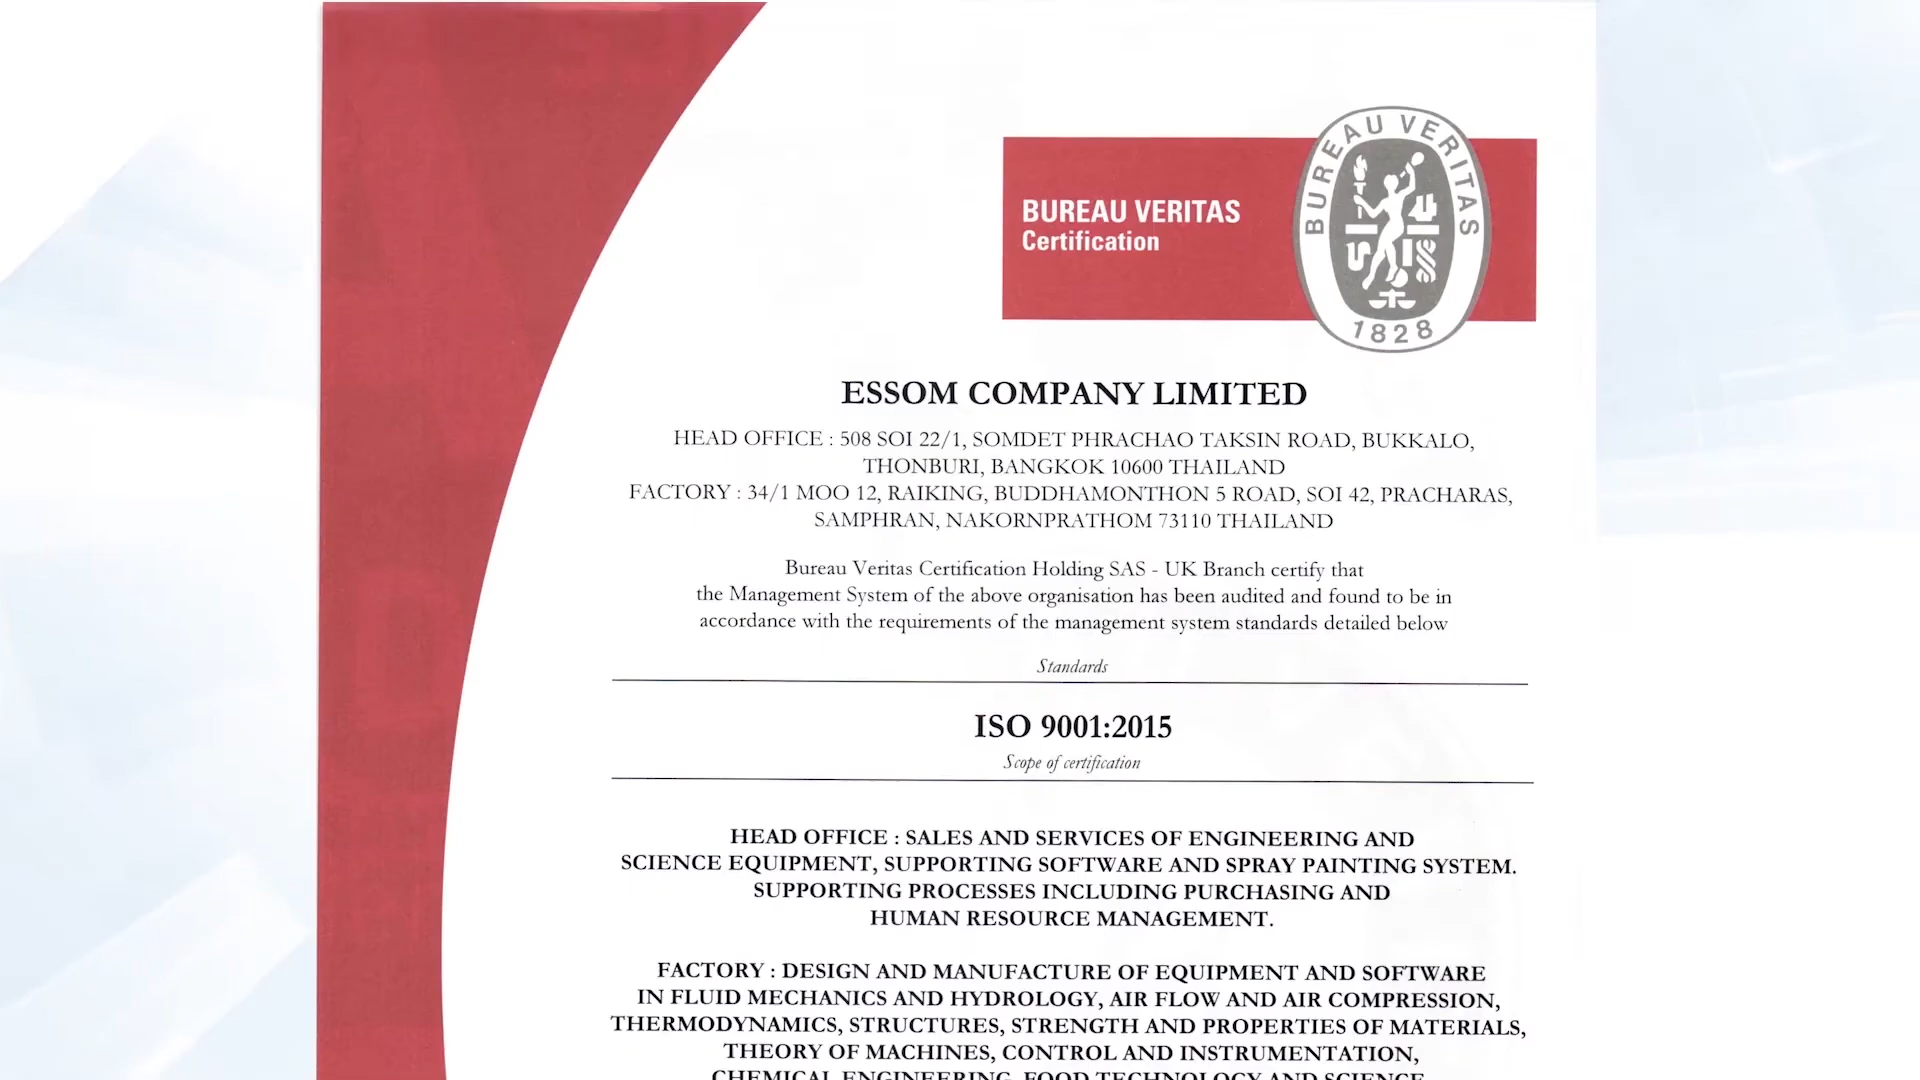 BUREAU VERITAS
Certification
BUREAU VERITAS
1828
ESSOM COMPANY LIMITED
HEAD OFFICE : 508 SOI 22/1, SOMDET PHRACHAO TAKSIN ROAD, BUKKALO,
THONBURI, BANGKOK 10600 THAILAND
FACTORY : 34/1 MOO 12, RAIKING, BUDDHAMONTHON 5 ROAD, SOI 42, PRACHARAS,
SAMPHRAN, NAKORNPRATHOM 73110 THAILAND
Bureau Veritas Certification Holding SAS - UK Branch certify that
the Management System of the above organisation has been audited and found to be in
accordance with the requirements of the management system standards detailed below
Standards
ISO 9001:2015
Scope of certification
HEAD OFFICE : SALES AND SERVICES OF ENGINEERING AND
SCIENCE EQUIPMENT, SUPPORTING SOFTWARE AND SPRAY PAINTING SYSTEM.
SUPPORTING PROCESSES INCLUDING PURCHASING AND
HUMAN RESOURCE MANAGEMENT.
FACTORY : DESIGN AND MANUFACTURE OF EQUIPMENT AND SOFTWARE
IN FLUID MECHANICS AND HYDROLOGY, AIR FLOW AND AIR COMPRESSION,
THERMODYNAMICS, STRUCTURES, STRENGTH AND PROPERTIES OF MATERIALS,
THEORY OF MACHINES, CONTROL AND INSTRUMENTATION,
CHEMICAL ENGINEERING, FOOD TECHNOLOGY AND SCIENCE